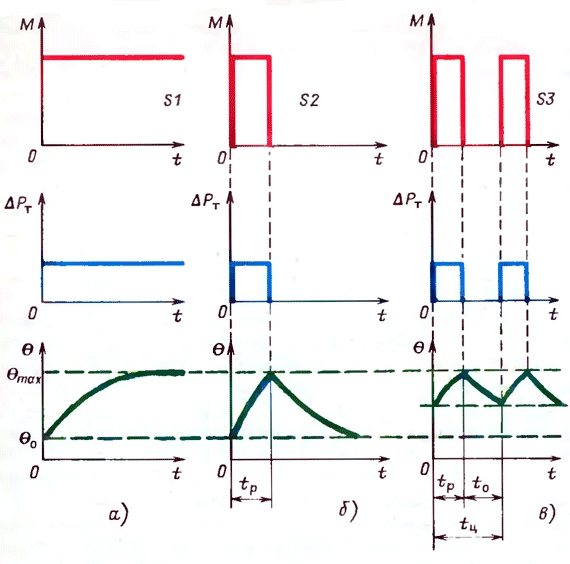 M M M
S1 S2 S3
0 t 0 t 0 t
ΔPт ΔPт ΔPт
0 t 0 t 0 t
Θ Θ Θ
Θmax
Θ₀
0 t 0 t 0 t
tр tр tо
а) б) tц в)